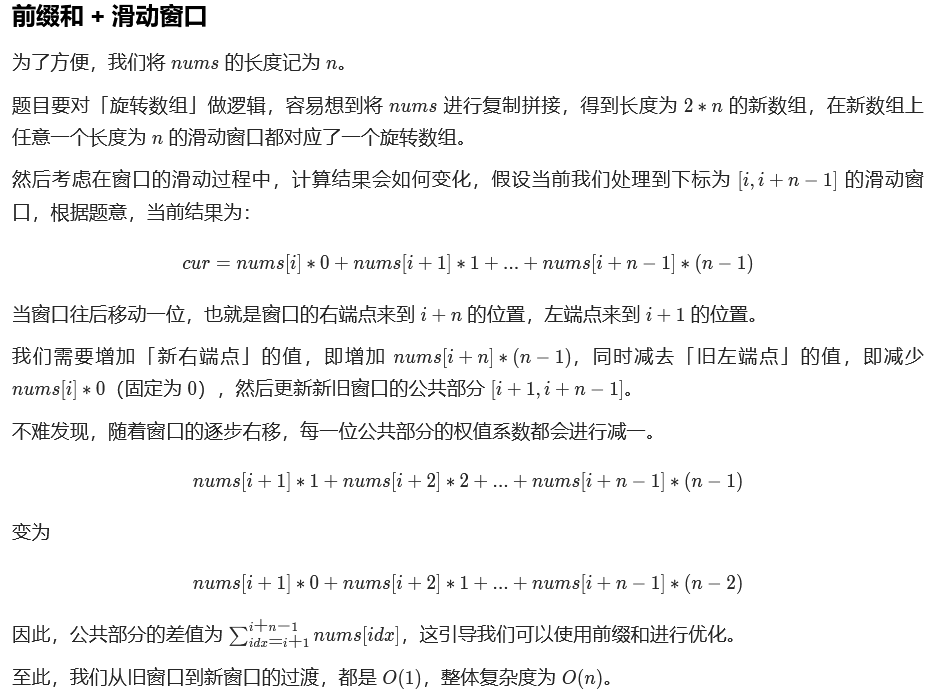 前缀和 + 滑动窗口
为了方便，我们将 nums 的长度记为 n。
题目要对「旋转数组」做逻辑，容易想到将 nums 进行复制拼接，得到长度为 2 * n 的新数组，在新数组上
任意一个长度为 n 的滑动窗口都对应了一个旋转数组。
然后考虑在窗口的滑动过程中，计算结果会如何变化，假设当前我们处理到下标为 [i, i + n − 1] 的滑动窗
口，根据题意，当前结果为：
cur = nums[i] * 0 + nums[i + 1] * 1 + ... + nums[i + n − 1] * (n − 1)
当窗口往后移动一位，也就是窗口的右端点来到 i + n 的位置，左端点来到 i + 1 的位置。
我们需要增加「新右端点」的值，即增加 nums[i + n] * (n − 1)，同时减去「旧左端点」的值，即减少
nums[i] * 0（固定为 0），然后更新新旧窗口的公共部分 [i + 1, i + n − 1]。
不难发现，随着窗口的逐步右移，每一位公共部分的权值系数都会进行减一。
nums[i + 1] * 1 + nums[i + 2] * 2 + ... + nums[i + n − 1] * (n − 1)
变为
nums[i + 1] * 0 + nums[i + 2] * 1 + ... + nums[i + n − 1] * (n − 2)
因此，公共部分的差值为 ∑_{idx=i+1}^{i+n−1} nums[idx]，这引导我们可以使用前缀和进行优化。
至此，我们从旧窗口到新窗口的过渡，都是 O(1)，整体复杂度为 O(n)。